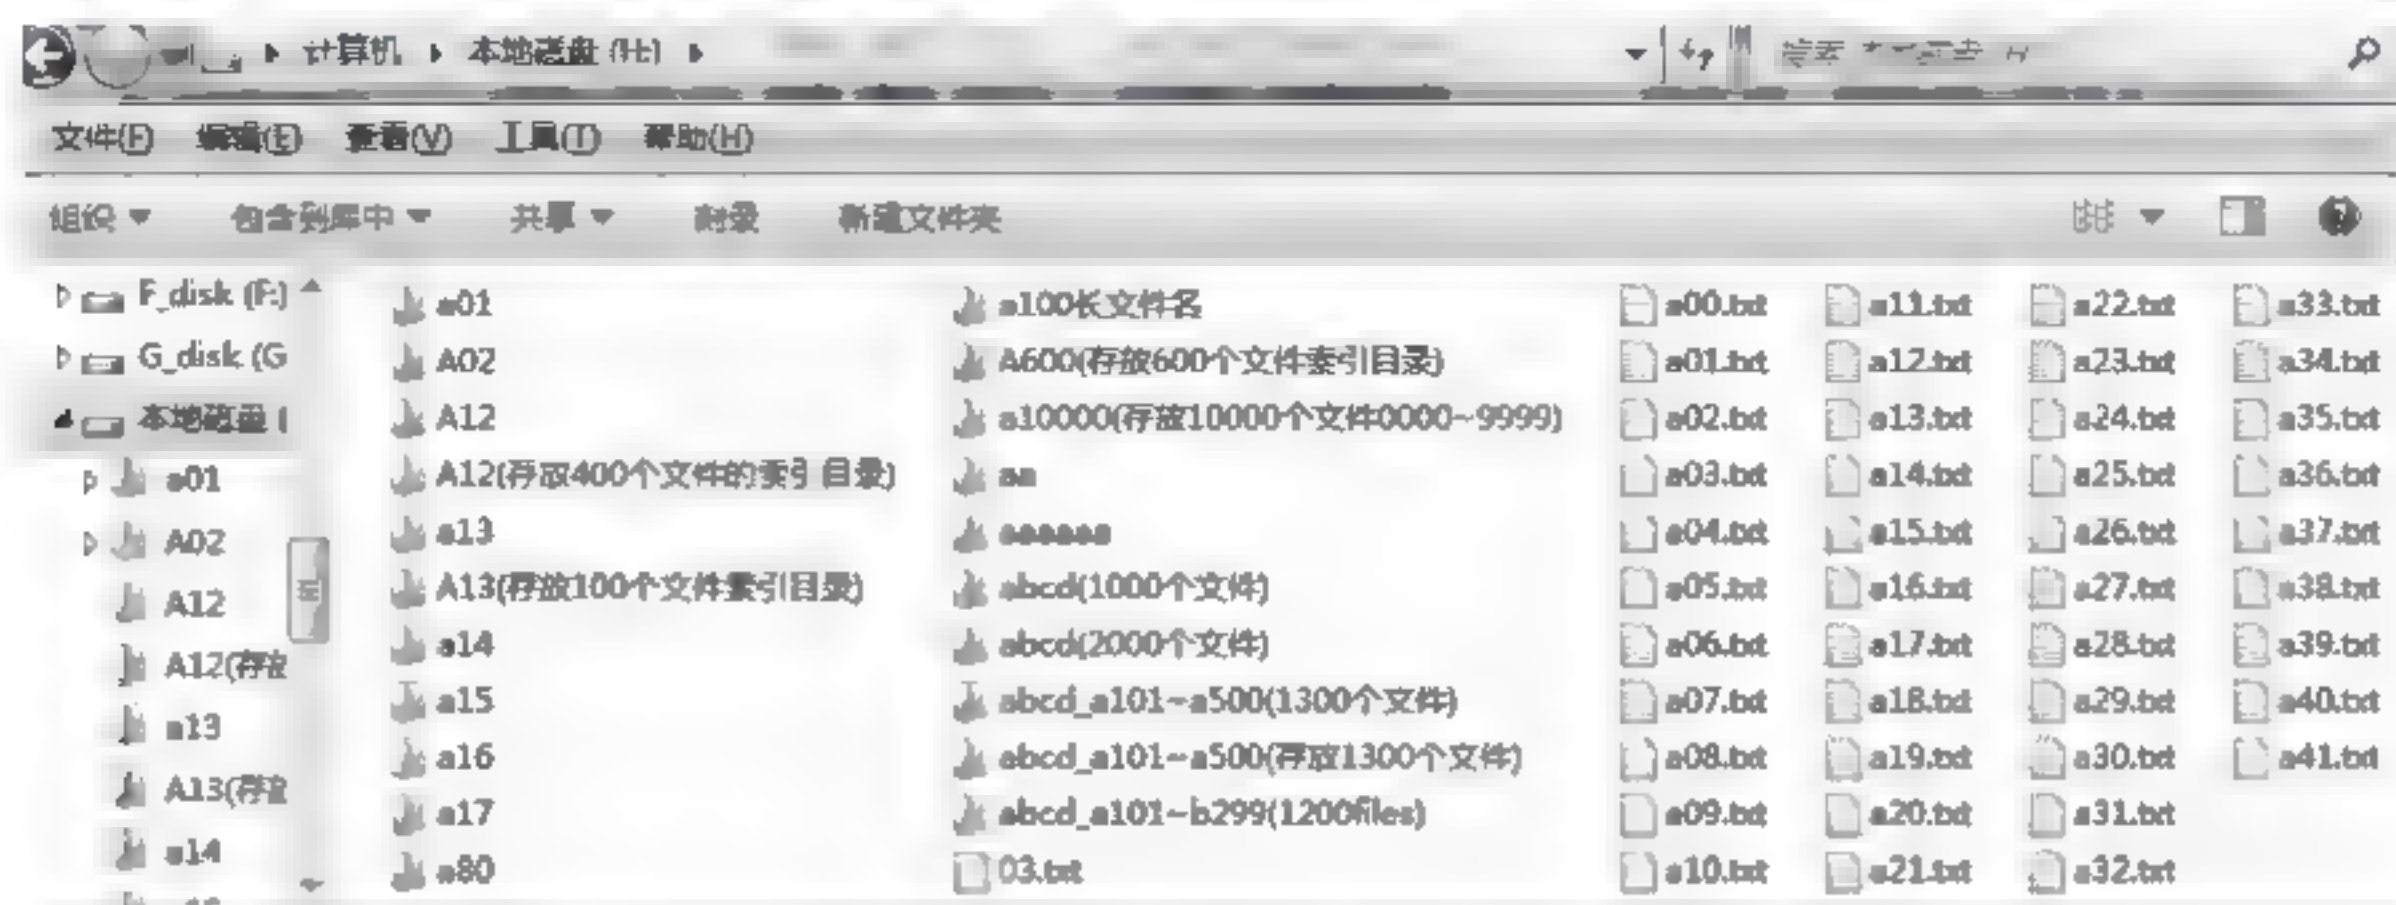 计算机 本地磁盘 (H:)
文件(F) 编辑(E) 查看(V) 工具(T) 帮助(H)
组织 包含到库中 共享 刻录 新建文件夹
F_disk (F:)
G_disk (G
本地磁盘 (
a01
A02
A12
A12(存放
a13
A13(存放
a14
a01
A02
A12
A12(存放400个文件的索引目录)
a13
A13(存放100个文件索引目录)
a14
a15
a16
a17
a80
a100长文件名
A600(存放600个文件索引目录)
a10000(存放10000个文件0000~9999)
aa
aaaaaa
abcd(1000个文件)
abcd(2000个文件)
abcd_a101~a500(1300个文件)
abcd_a101~a500(存放1300个文件)
abcd_a101~b299(1200files)
03.txt
a00.txt
a01.txt
a02.txt
a03.txt
a04.txt
a05.txt
a06.txt
a07.txt
a08.txt
a09.txt
a10.txt
a11.txt
a12.txt
a13.txt
a14.txt
a15.txt
a16.txt
a17.txt
a18.txt
a19.txt
a20.txt
a21.txt
a22.txt
a23.txt
a24.txt
a25.txt
a26.txt
a27.txt
a28.txt
a29.txt
a30.txt
a31.txt
a32.txt
a33.txt
a34.txt
a35.txt
a36.txt
a37.txt
a38.txt
a39.txt
a40.txt
a41.txt